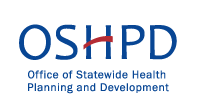 OSHPD
Office of Statewide Health
Planning and Development